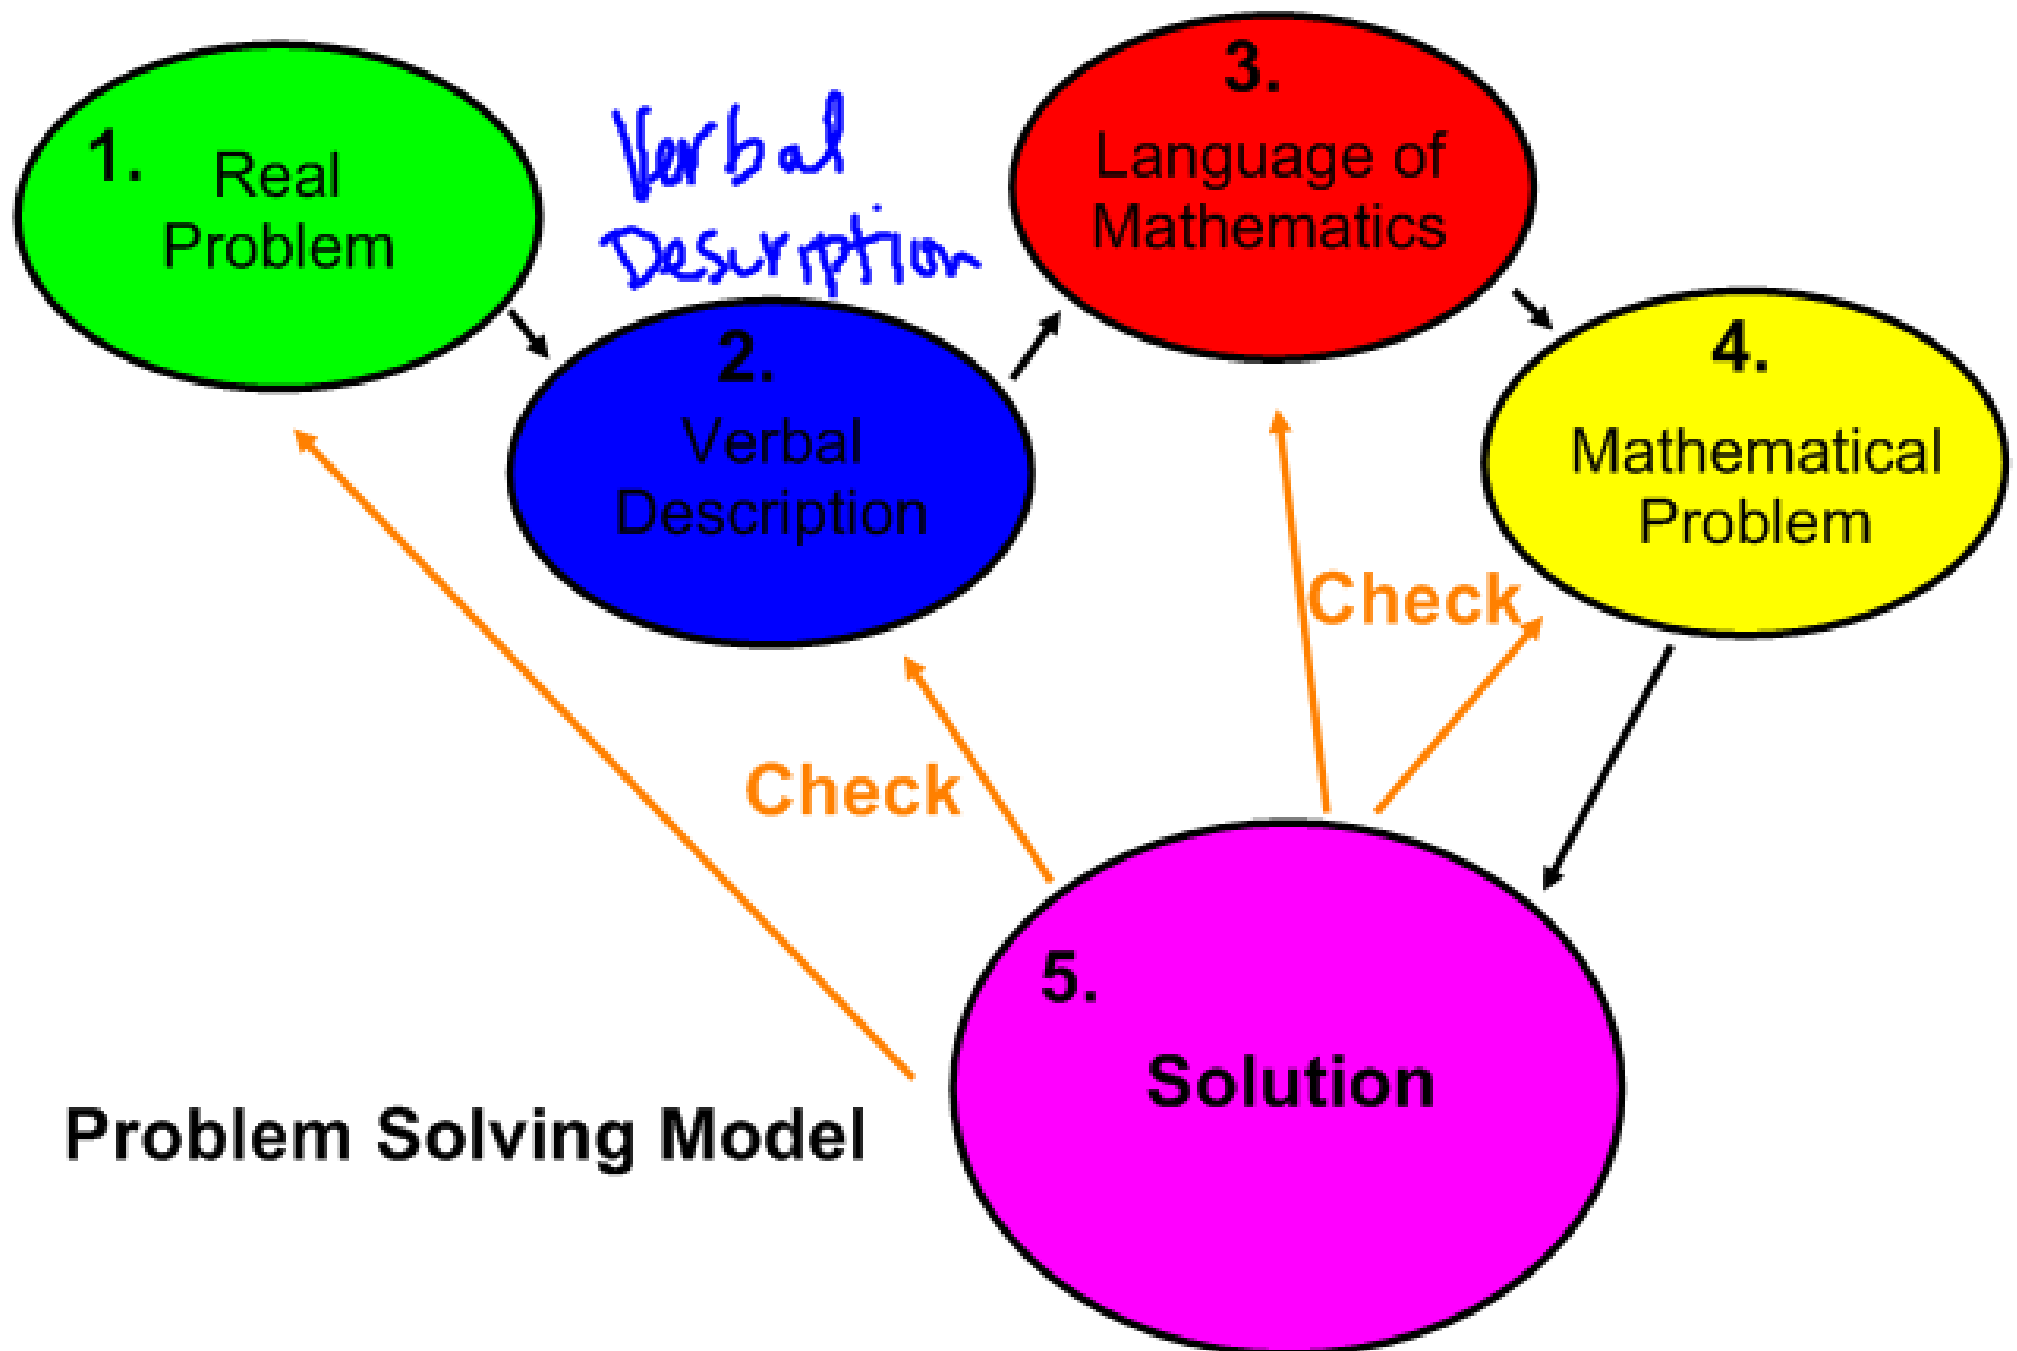 1.
Real
Problem
Verbal
Description
2.
Verbal
Description
3.
Language of
Mathematics
4.
Mathematical
Problem
Check
Check
5.
Solution
Problem Solving Model